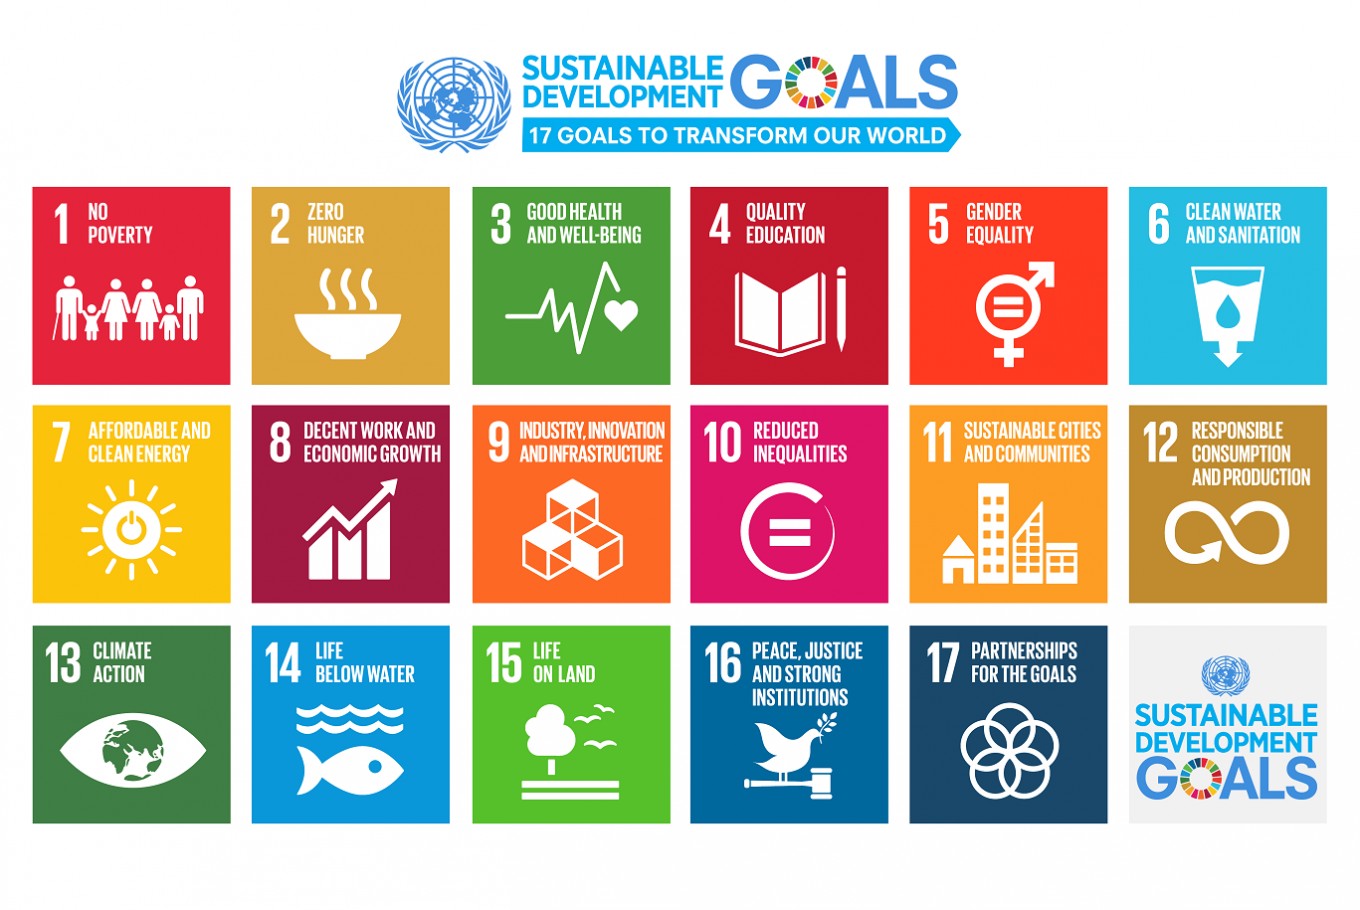 SUSTAINABLE
DEVELOPMENT
GOALS
17 GOALS TO TRANSFORM OUR WORLD
1 NO
POVERTY
2 ZERO
HUNGER
3 GOOD HEALTH
AND WELL-BEING
4 QUALITY
EDUCATION
5 GENDER
EQUALITY
6 CLEAN WATER
AND SANITATION
7 AFFORDABLE AND
CLEAN ENERGY
8 DECENT WORK AND
ECONOMIC GROWTH
9 INDUSTRY, INNOVATION
AND INFRASTRUCTURE
10 REDUCED
INEQUALITIES
11 SUSTAINABLE CITIES
AND COMMUNITIES
12 RESPONSIBLE
CONSUMPTION
AND PRODUCTION
13 CLIMATE
ACTION
14 LIFE
BELOW WATER
15 LIFE
ON LAND
16 PEACE, JUSTICE
AND STRONG
INSTITUTIONS
17 PARTNERSHIPS
FOR THE GOALS
SUSTAINABLE
DEVELOPMENT
GOALS